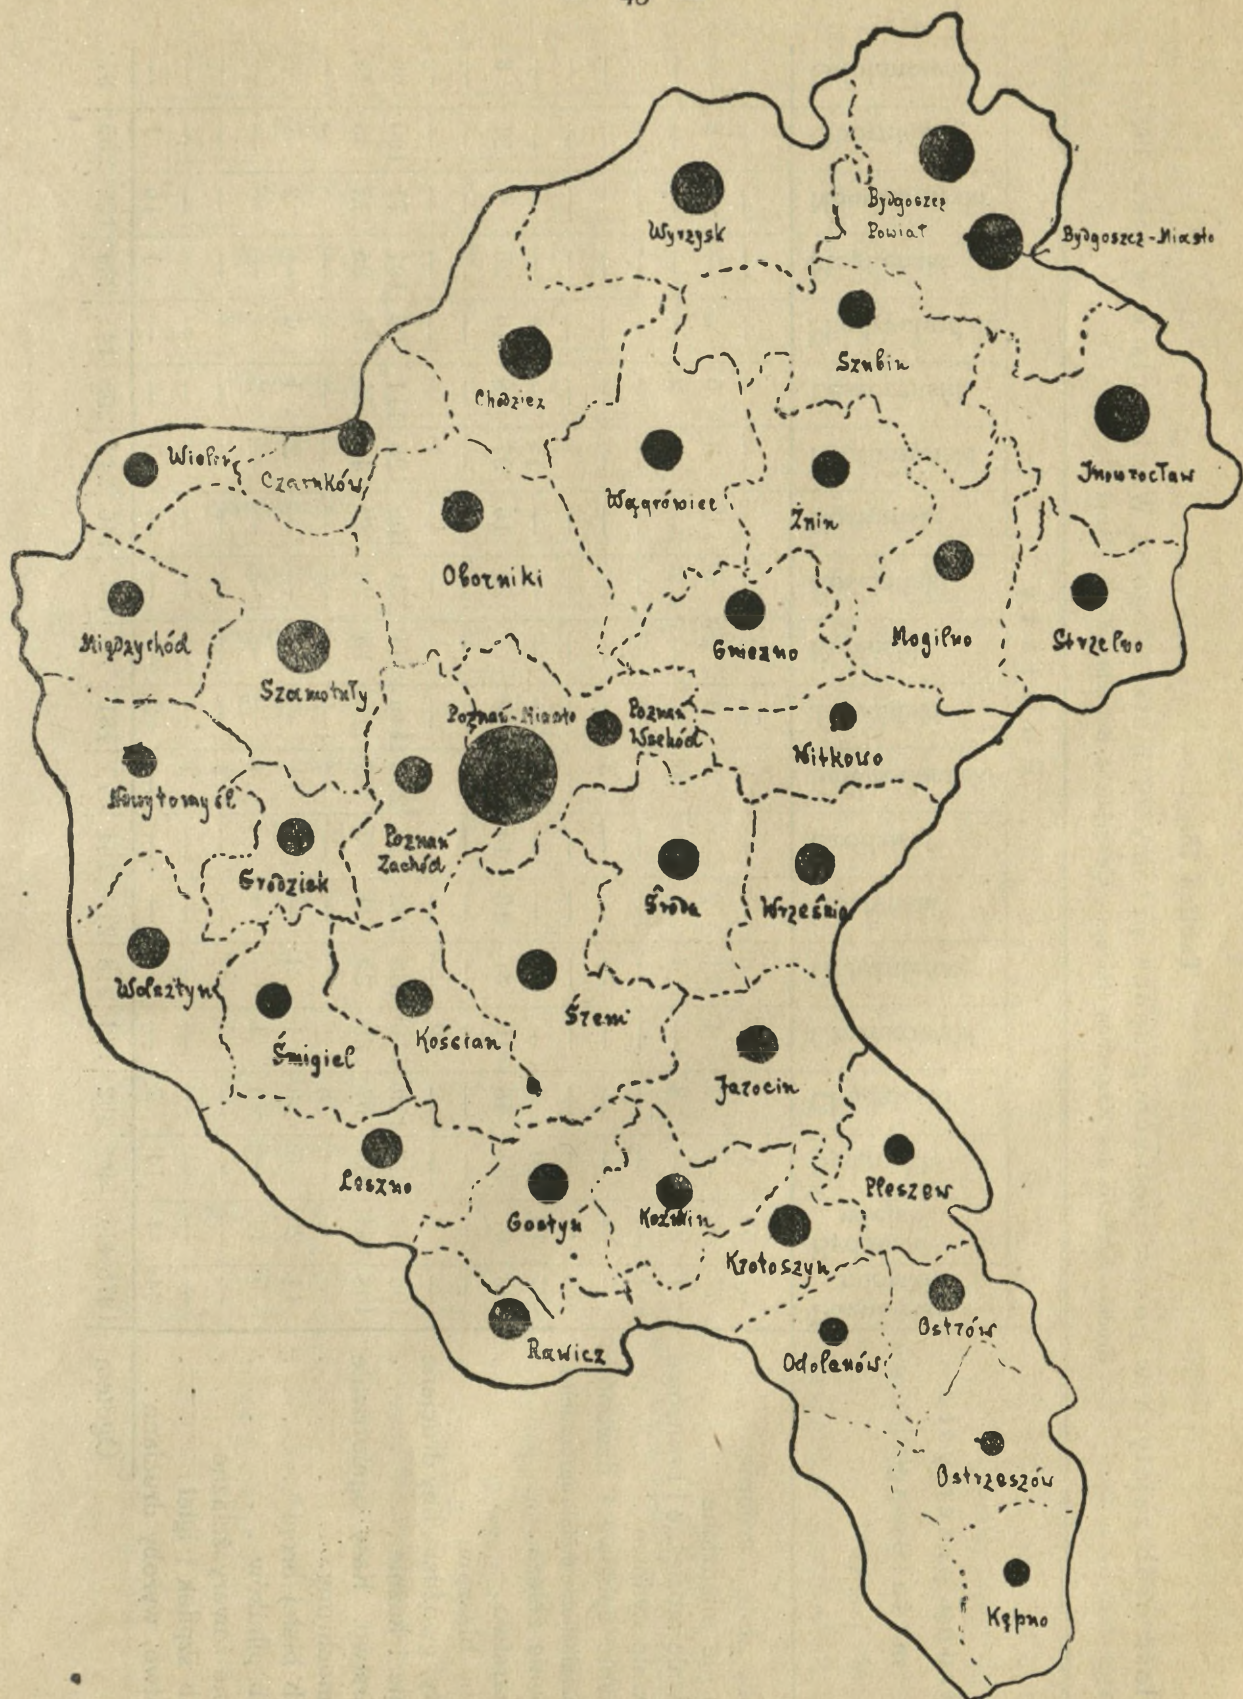 Wyrzysk
Bydgoszcz
Powiat
Bydgoszcz-Miasto
Szubin
Chodzież
Inowrocław
Wieleń
Czarnków
Wągrówiec
Żnin
Oborniki
Międzychód
Szamotuły
Gniezno
Mogilno
Strzelno
Poznań-Miasto
Poznań
Wschód
Witkowo
Nowytomyśl
Poznań
Zachód
Grodzisk
Środa
Września
Wolsztyn
Śmigiel
Kościan
Śrem
Jarocin
Leszno
Gostyń
Koźmin
Pleszew
Krotoszyn
Rawicz
Odolanów
Ostrów
Ostrzeszów
Kępno